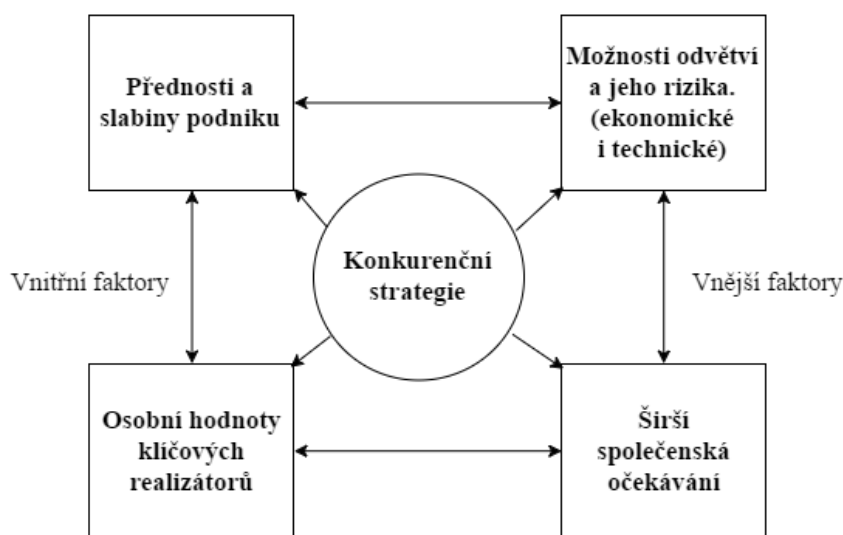 Přednosti a
slabiny podniku
Možnosti odvětví
a jeho rizika.
(ekonomické
i technické)
Konkurenční
strategie
Vnitřní faktory
Vnější faktory
Osobní hodnoty
klíčových
realizátorů
Širší
společenská
očekávání